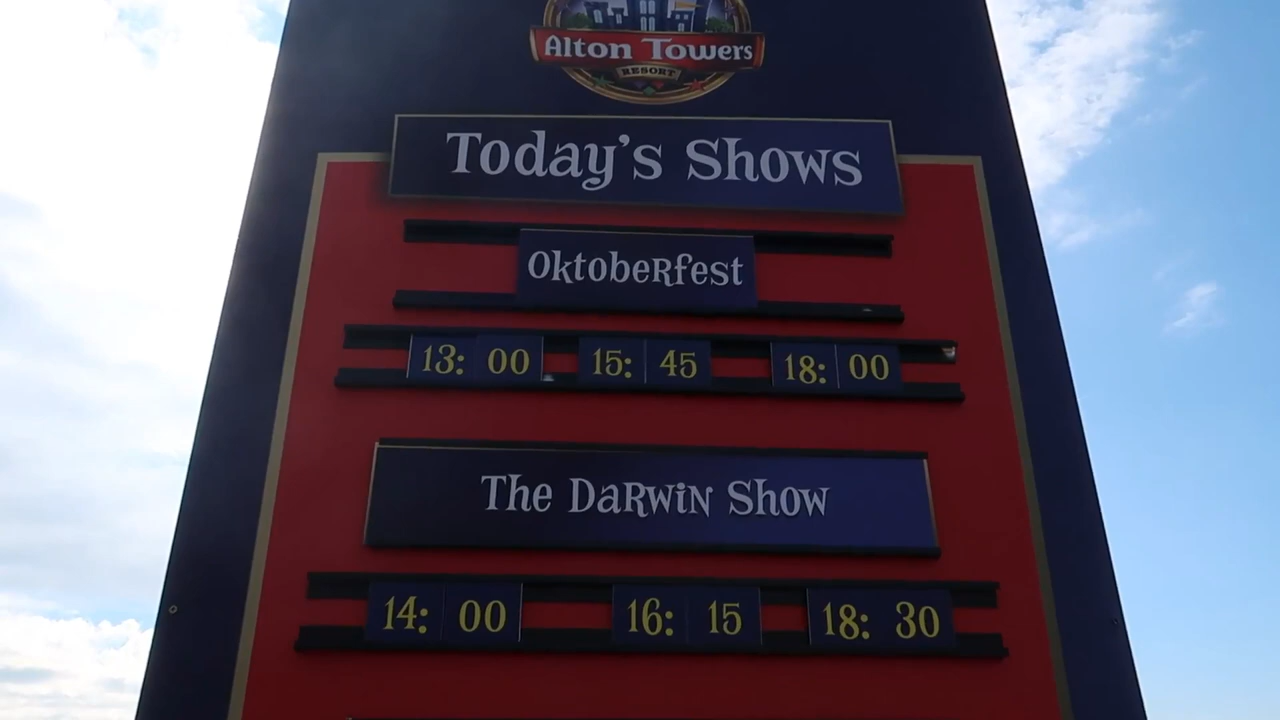 Alton Towers
RESORT
Today's Shows
Oktoberfest
13: 00 15: 45 18: 00
The Darwin Show
14: 00 16: 15 18: 30